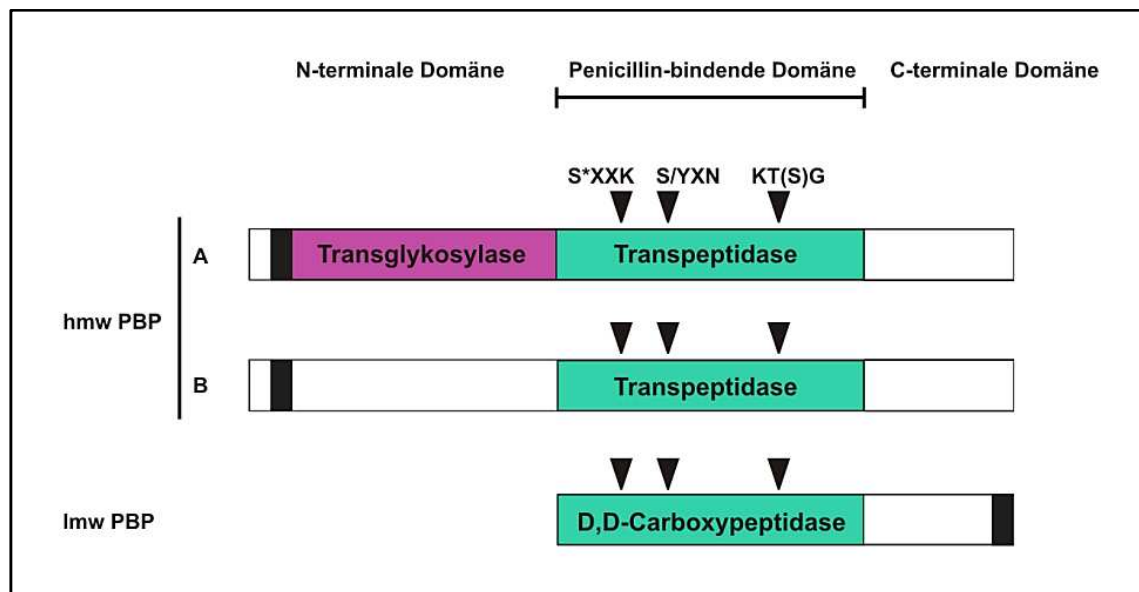 N-terminale Domäne Penicillin-bindende Domäne C-terminale Domäne
S*XXK S/YXN KT(S)G
A Transglykosylase Transpeptidase
hmw PBP
B Transpeptidase
lmw PBP D,D-Carboxypeptidase